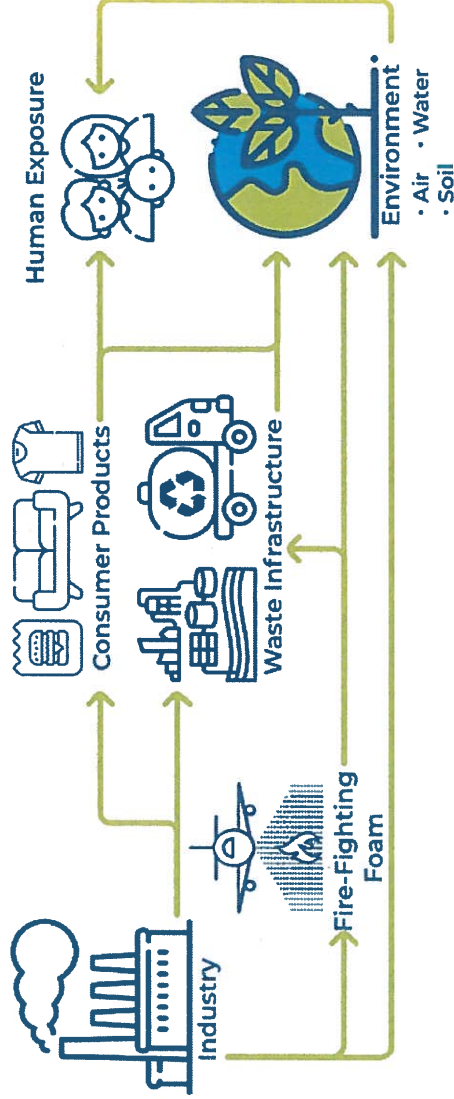 Industry
Fire-Fighting
Foam
Consumer Products
Waste Infrastructure
Human Exposure
Environment
· Air · Water
· Soil